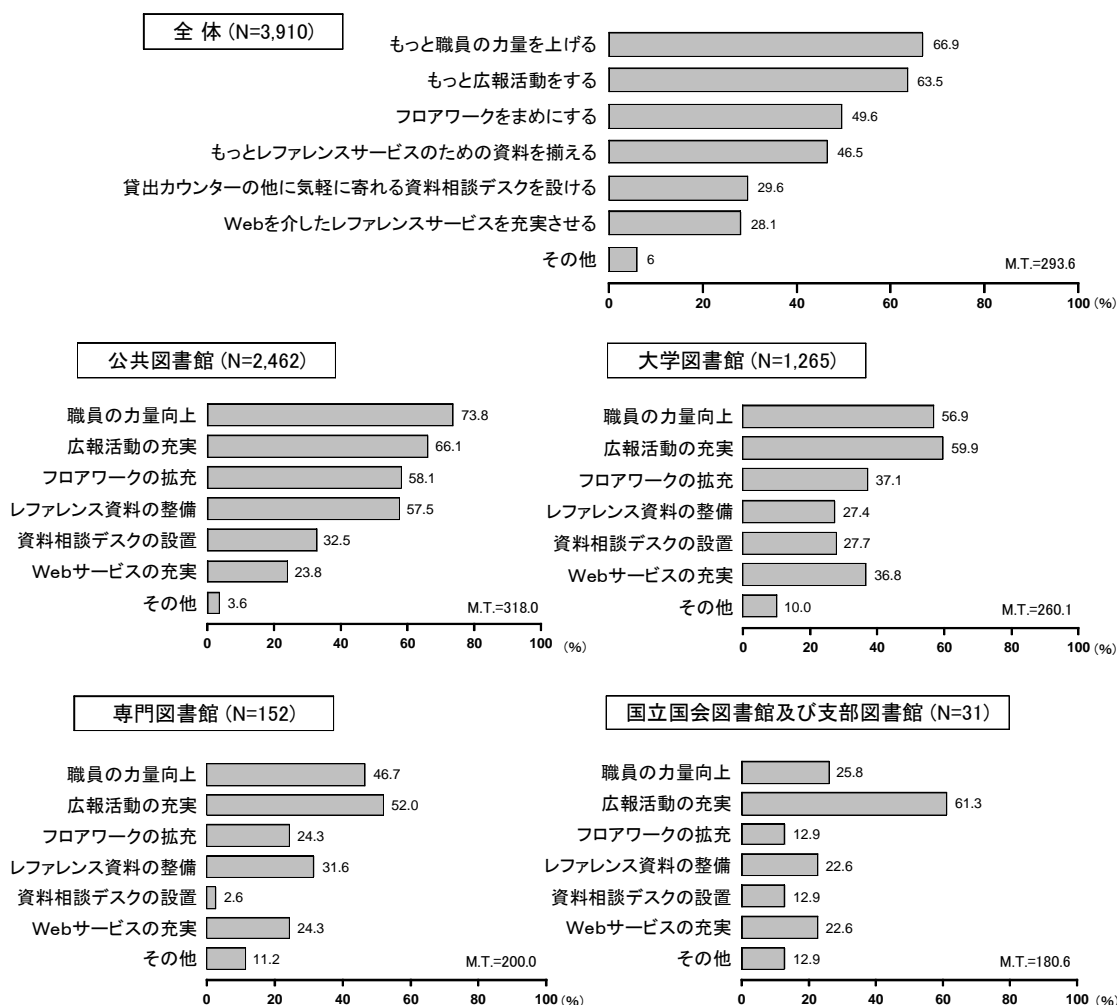 全 体 (N=3,910)
もっと職員の力量を上げる 66.9
もっと広報活動をする 63.5
フロアワークをまめにする 49.6
もっとレファレンスサービスのための資料を揃える 46.5
貸出カウンターの他に気軽に寄れる資料相談デスクを設ける 29.6
Webを介したレファレンスサービスを充実させる 28.1
その他 6
M.T.=293.6
0 20 40 60 80 100 (%)
公共図書館 (N=2,462)
職員の力量向上 73.8
広報活動の充実 66.1
フロアワークの拡充 58.1
レファレンス資料の整備 57.5
資料相談デスクの設置 32.5
Webサービスの充実 23.8
その他 3.6
M.T.=318.0
0 20 40 60 80 100 (%)
大学図書館 (N=1,265)
職員の力量向上 56.9
広報活動の充実 59.9
フロアワークの拡充 37.1
レファレンス資料の整備 27.4
資料相談デスクの設置 27.7
Webサービスの充実 36.8
その他 10.0
M.T.=260.1
0 20 40 60 80 100 (%)
専門図書館 (N=152)
職員の力量向上 46.7
広報活動の充実 52.0
フロアワークの拡充 24.3
レファレンス資料の整備 31.6
資料相談デスクの設置 2.6
Webサービスの充実 24.3
その他 11.2
M.T.=200.0
0 20 40 60 80 100 (%)
国立国会図書館及び支部図書館 (N=31)
職員の力量向上 25.8
広報活動の充実 61.3
フロアワークの拡充 12.9
レファレンス資料の整備 22.6
資料相談デスクの設置 12.9
Webサービスの充実 22.6
その他 12.9
M.T.=180.6
0 20 40 60 80 100 (%)